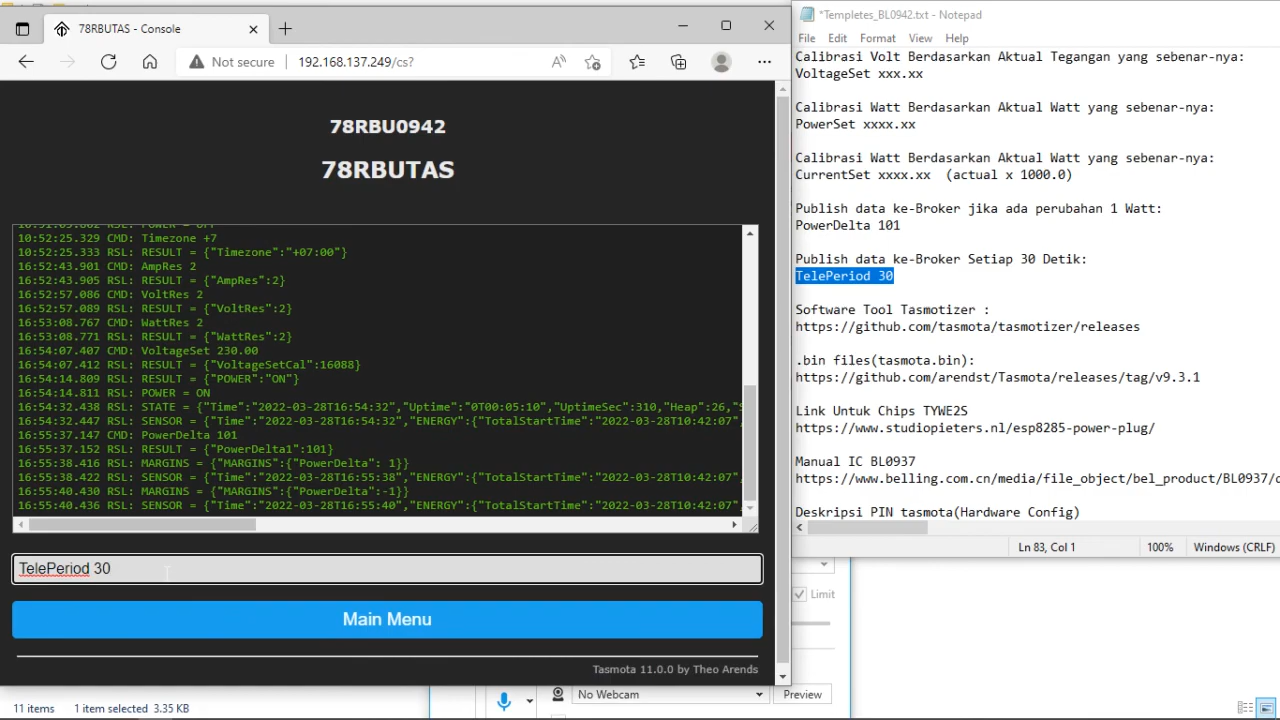 78RBUTAS - Console
Not secure
192.168.137.249/cs?
78RBU0942
78RBUTAS
10:52:25.329 CMD: Timezone +7
10:52:25.333 RSL: RESULT = {"Timezone":"+07:00"}
16:52:43.901 CMD: AmpRes 2
16:52:43.905 RSL: RESULT = {"AmpRes":2}
16:52:57.086 CMD: VoltRes 2
16:52:57.089 RSL: RESULT = {"VoltRes":2}
16:53:08.767 CMD: WattRes 2
16:53:08.771 RSL: RESULT = {"WattRes":2}
16:54:07.407 CMD: VoltageSet 230.00
16:54:07.412 RSL: RESULT = {"VoltageSetCal":16088}
16:54:14.809 RSL: RESULT = {"POWER":"ON"}
16:54:14.811 RSL: POWER = ON
16:54:32.438 RSL: STATE = {"Time":"2022-03-28T16:54:32","Uptime":"0T00:05:10","UptimeSec":310,"Heap":26,"S
16:54:32.447 RSL: SENSOR = {"Time":"2022-03-28T16:54:32","ENERGY":{"TotalStartTime":"2022-03-28T10:42:07",
16:55:37.147 CMD: PowerDelta 101
16:55:37.152 RSL: RESULT = {"PowerDelta1":101}
16:55:38.416 RSL: MARGINS = {"MARGINS":{"PowerDelta": 1}}
16:55:38.422 RSL: SENSOR = {"Time":"2022-03-28T16:55:38","ENERGY":{"TotalStartTime":"2022-03-28T10:42:07",
16:55:40.430 RSL: MARGINS = {"MARGINS":{"PowerDelta":-1}}
16:55:40.436 RSL: SENSOR = {"Time":"2022-03-28T16:55:40","ENERGY":{"TotalStartTime":"2022-03-28T10:42:07",
TelePeriod 30
Main Menu
Tasmota 11.0.0 by Theo Arends
11 items 1 item selected 3.35 KB
*Templetes_BL0942.txt - Notepad
File Edit Format View Help
Calibrasi Volt Berdasarkan Aktual Tegangan yang sebenar-nya:
VoltageSet xxx.xx
Calibrasi Watt Berdasarkan Aktual Watt yang sebenar-nya:
PowerSet xxxx.xx
Calibrasi Watt Berdasarkan Aktual Watt yang sebenar-nya:
CurrentSet xxxx.xx (actual x 1000.0)
Publish data ke-Broker jika ada perubahan 1 Watt:
PowerDelta 101
Publish data ke-Broker Setiap 30 Detik:
TelePeriod 30
Software Tool Tasmotizer :
https://github.com/tasmota/tasmotizer/releases
.bin files(tasmota.bin):
https://github.com/arendst/Tasmota/releases/tag/v9.3.1
Link Untuk Chips TYWE2S
https://www.studiopieters.nl/esp8285-power-plug/
Manual IC BL0937
https://www.belling.com.cn/media/file_object/bel_product/BL0937/d
Deskripsi PIN tasmota(Hardware Config)
Ln 83, Col 1 100% Windows (CRLF)
Limit
No Webcam
Preview